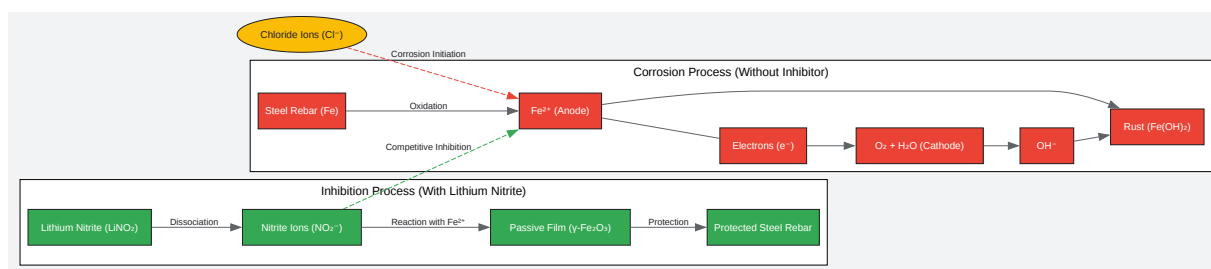 Chloride Ions (Cl⁻)
Corrosion Initiation
Corrosion Process (Without Inhibitor)
Steel Rebar (Fe)
Oxidation
Fe²⁺ (Anode)
Rust (Fe(OH)₂)
Electrons (e⁻)
O₂ + H₂O (Cathode)
OH⁻
Competitive Inhibition
Inhibition Process (With Lithium Nitrite)
Lithium Nitrite (LiNO₂)
Dissociation
Nitrite Ions (NO₂⁻)
Reaction with Fe²⁺
Passive Film (γ-Fe₂O₃)
Protection
Protected Steel Rebar